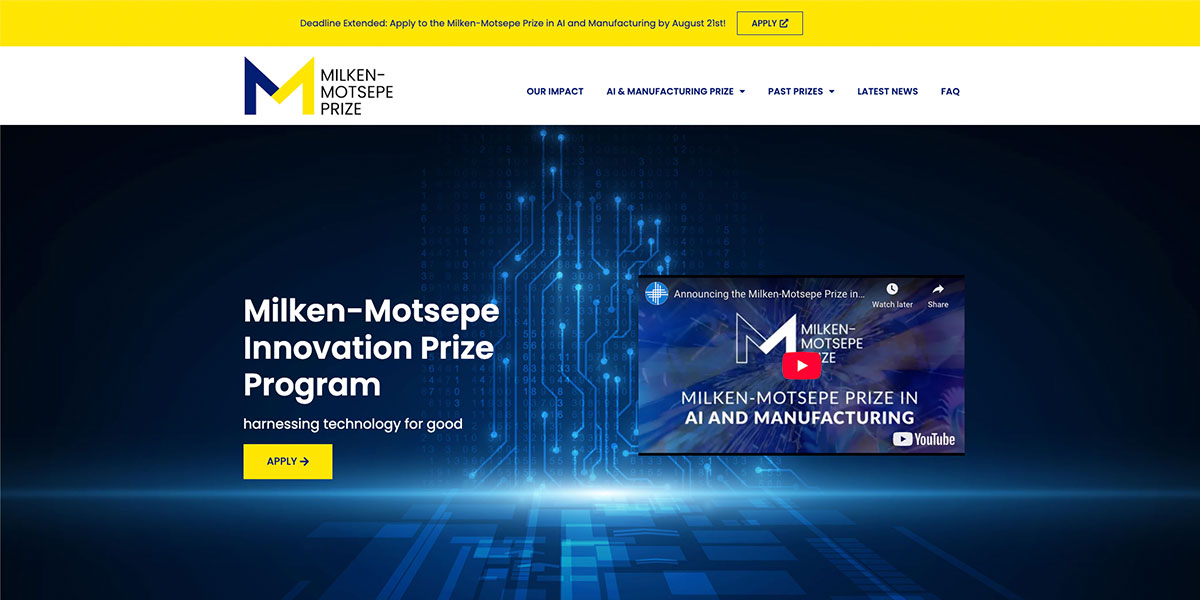 Deadline Extended: Apply to the Milken-Motsepe Prize in AI and Manufacturing by August 21st!
APPLY
MILKEN-
MOTSEPE
PRIZE
OUR IMPACT
AI & MANUFACTURING PRIZE
PAST PRIZES
LATEST NEWS
FAQ
Milken-Motsepe
Innovation Prize
Program
harnessing technology for good
APPLY
Announcing the Milken-Motsepe Prize in...
Watch later
Share
MILKEN-
MOTSEPE
PRIZE
MILKEN-MOTSEPE PRIZE IN
AI AND MANUFACTURING
YouTube